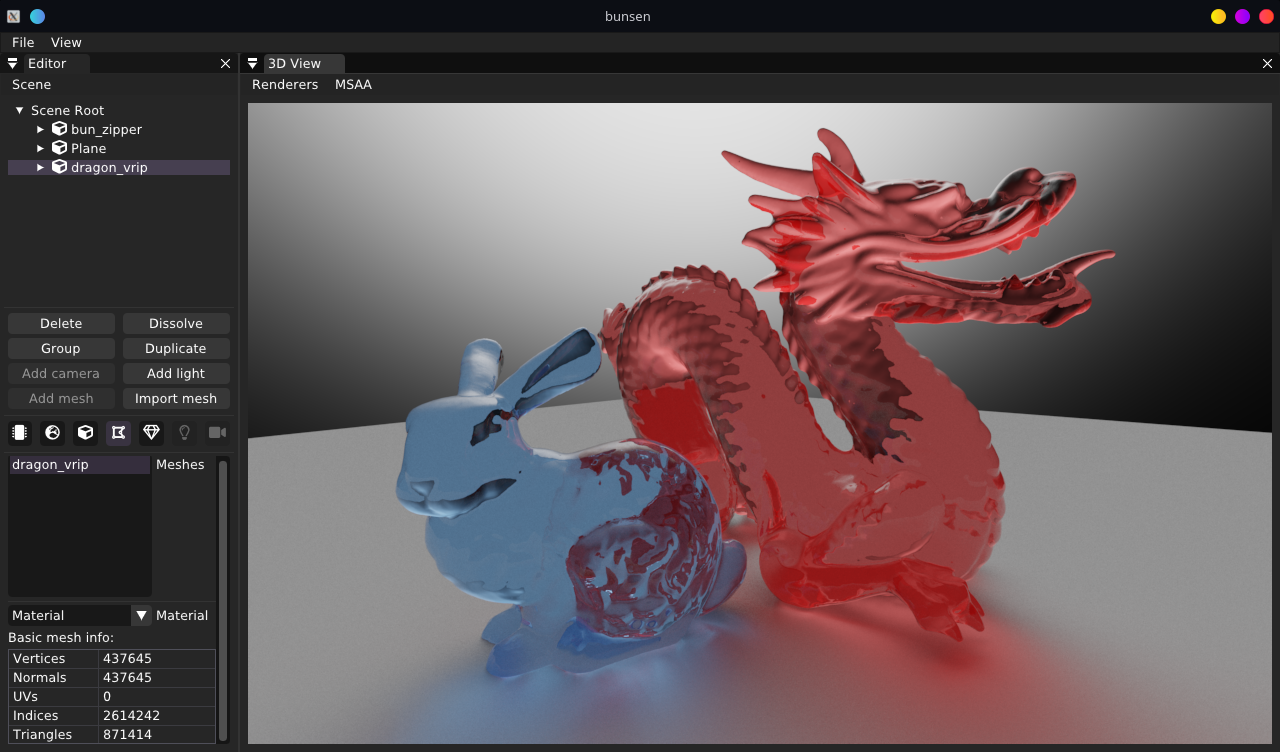 bunsen
File View
Editor
3D View
Scene
Renderers MSAA
Scene Root
bun_zipper
Plane
dragon_vrip
Delete Dissolve
Group Duplicate
Add camera Add light
Add mesh Import mesh
dragon_vrip Meshes
Material Material
Basic mesh info:
Vertices 437645
Normals 437645
UVs 0
Indices 2614242
Triangles 871414